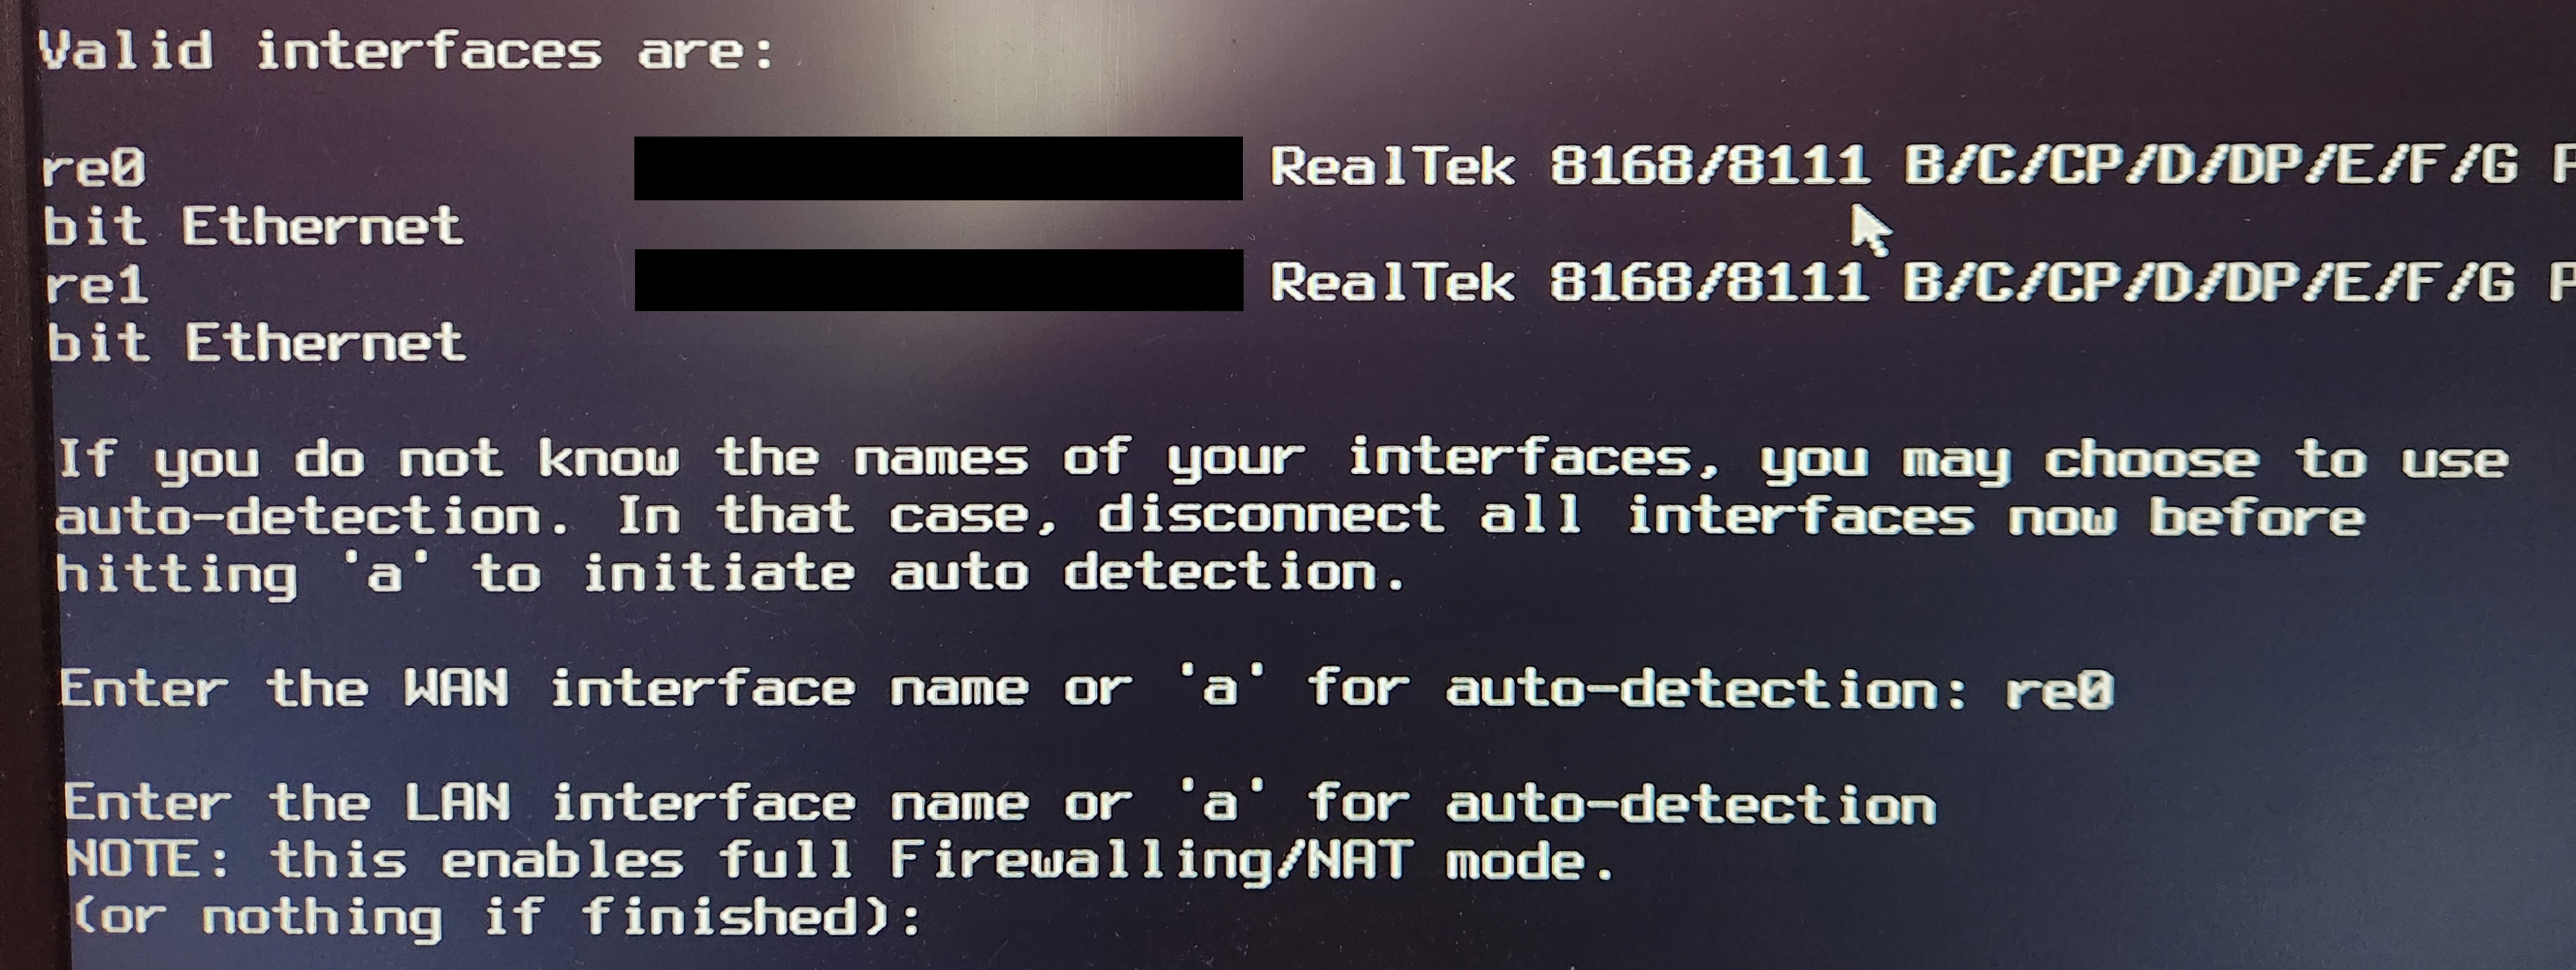 Valid interfaces are:
re0 RealTek 8168/8111 B/C/CP/D/DP/E/F/G P
bit Ethernet
re1 RealTek 8168/8111 B/C/CP/D/DP/E/F/G P
bit Ethernet
If you do not know the names of your interfaces, you may choose to use
auto-detection. In that case, disconnect all interfaces now before
hitting 'a' to initiate auto detection.
Enter the WAN interface name or 'a' for auto-detection: re0
Enter the LAN interface name or 'a' for auto-detection
NOTE: this enables full Firewalling/NAT mode.
(or nothing if finished):